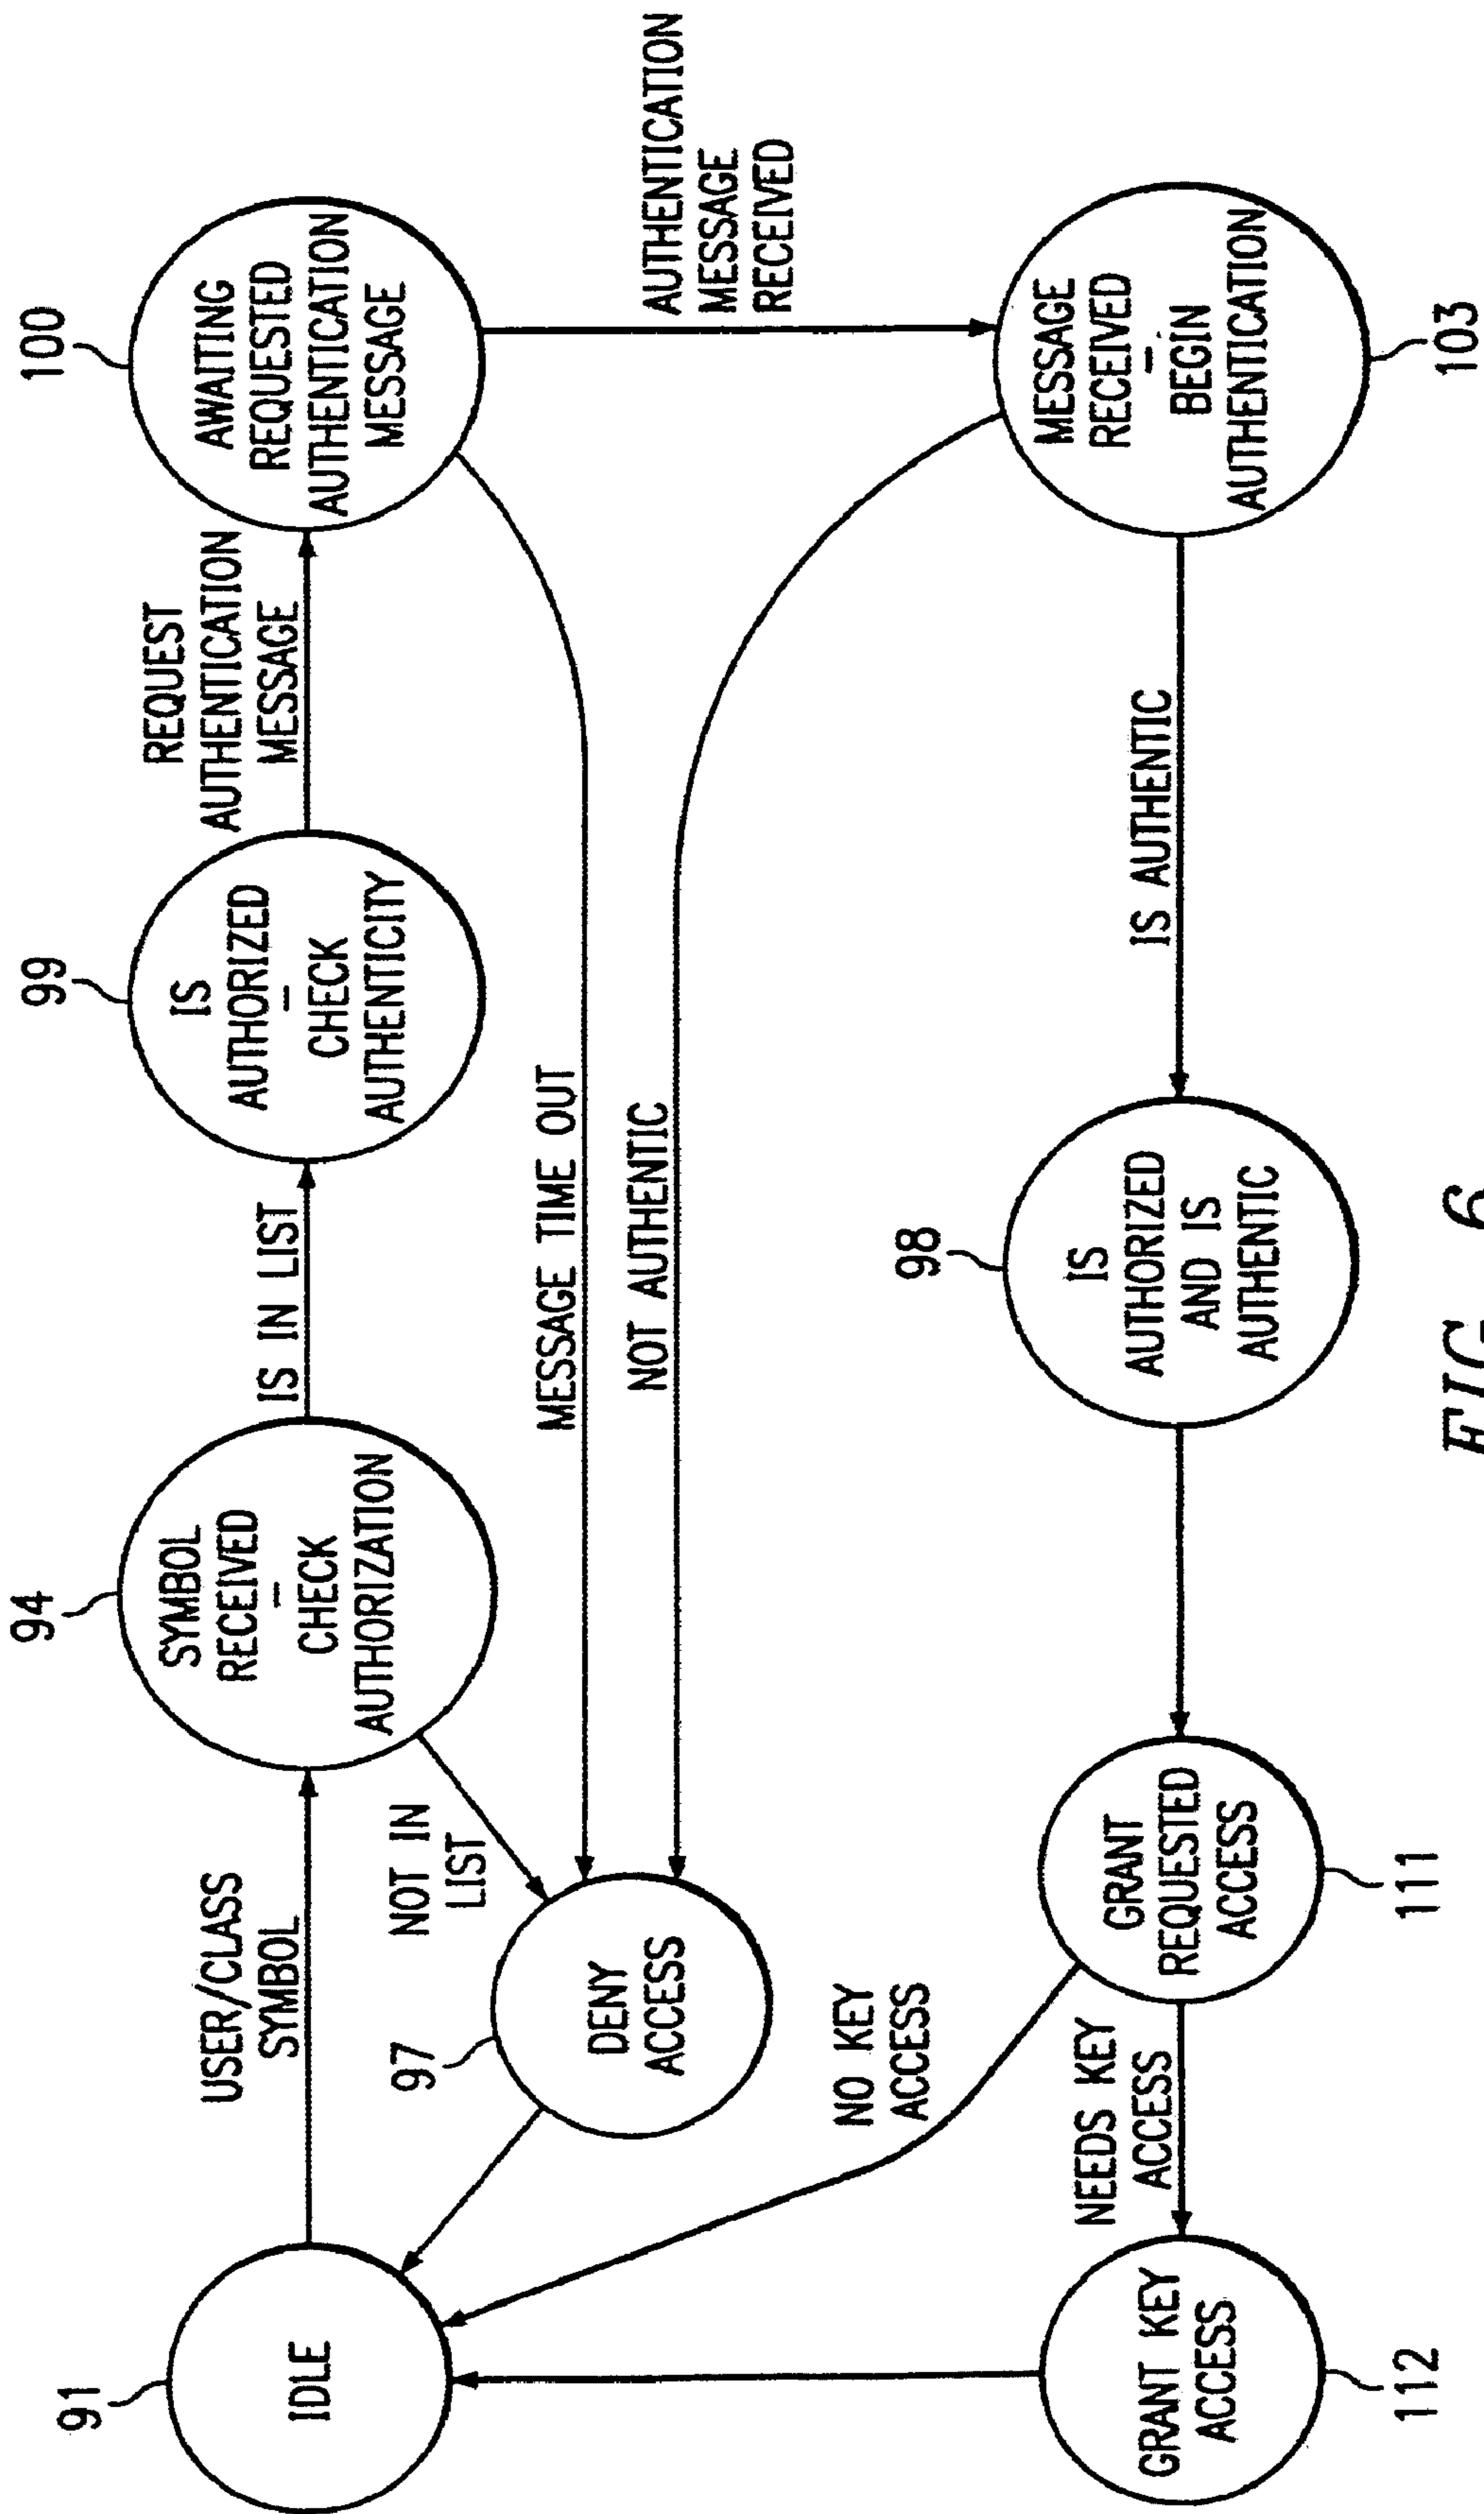 91
IDLE
USER/CLASS
SYMBOL
94
SYMBOL
RECEIVED
–
CHECK
AUTHORIZATION
IS IN LIST
99
IS
AUTHORIZED
–
CHECK
AUTHENTICITY
REQUEST
AUTHENTICATION
MESSAGE
100
AWAITING
REQUESTED
AUTHENTICATION
MESSAGE
NOT IN
LIST
97
DENY
ACCESS
MESSAGE TIME OUT
NOT AUTHENTIC
AUTHENTICATION
MESSAGE
RECEIVED
NO KEY
ACCESS
112
GRANT KEY
ACCESS
NEEDS KEY
ACCESS
111
GRANT
REQUESTED
ACCESS
98
IS
AUTHORIZED
AND IS
AUTHENTIC
IS AUTHENTIC
103
MESSAGE
RECEIVED
–
BEGIN
AUTHENTICATION
FIG. 6